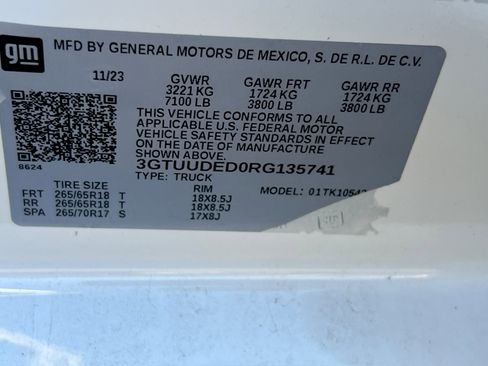 gm
MFD BY GENERAL MOTORS DE MEXICO, S. DE R.L. DE C.V.
11/23 GVWR GAWR FRT GAWR RR
3221 KG 1724 KG 1724 KG
7100 LB 3800 LB 3800 LB
THIS VEHICLE CONFORMS TO ALL
APPLICABLE U.S. FEDERAL MOTOR
VEHICLE SAFETY STANDARDS IN EFFECT
ON THE DATE OF MANUFACTURE
8624 3GTUUDED0RG135741
TYPE: TRUCK
TIRE SIZE RIM MODEL:
FRT 265/65R18 T 18X8.5J
RR 265/65R18 T 18X8.5J
SPA 265/70R17 S 17X8J